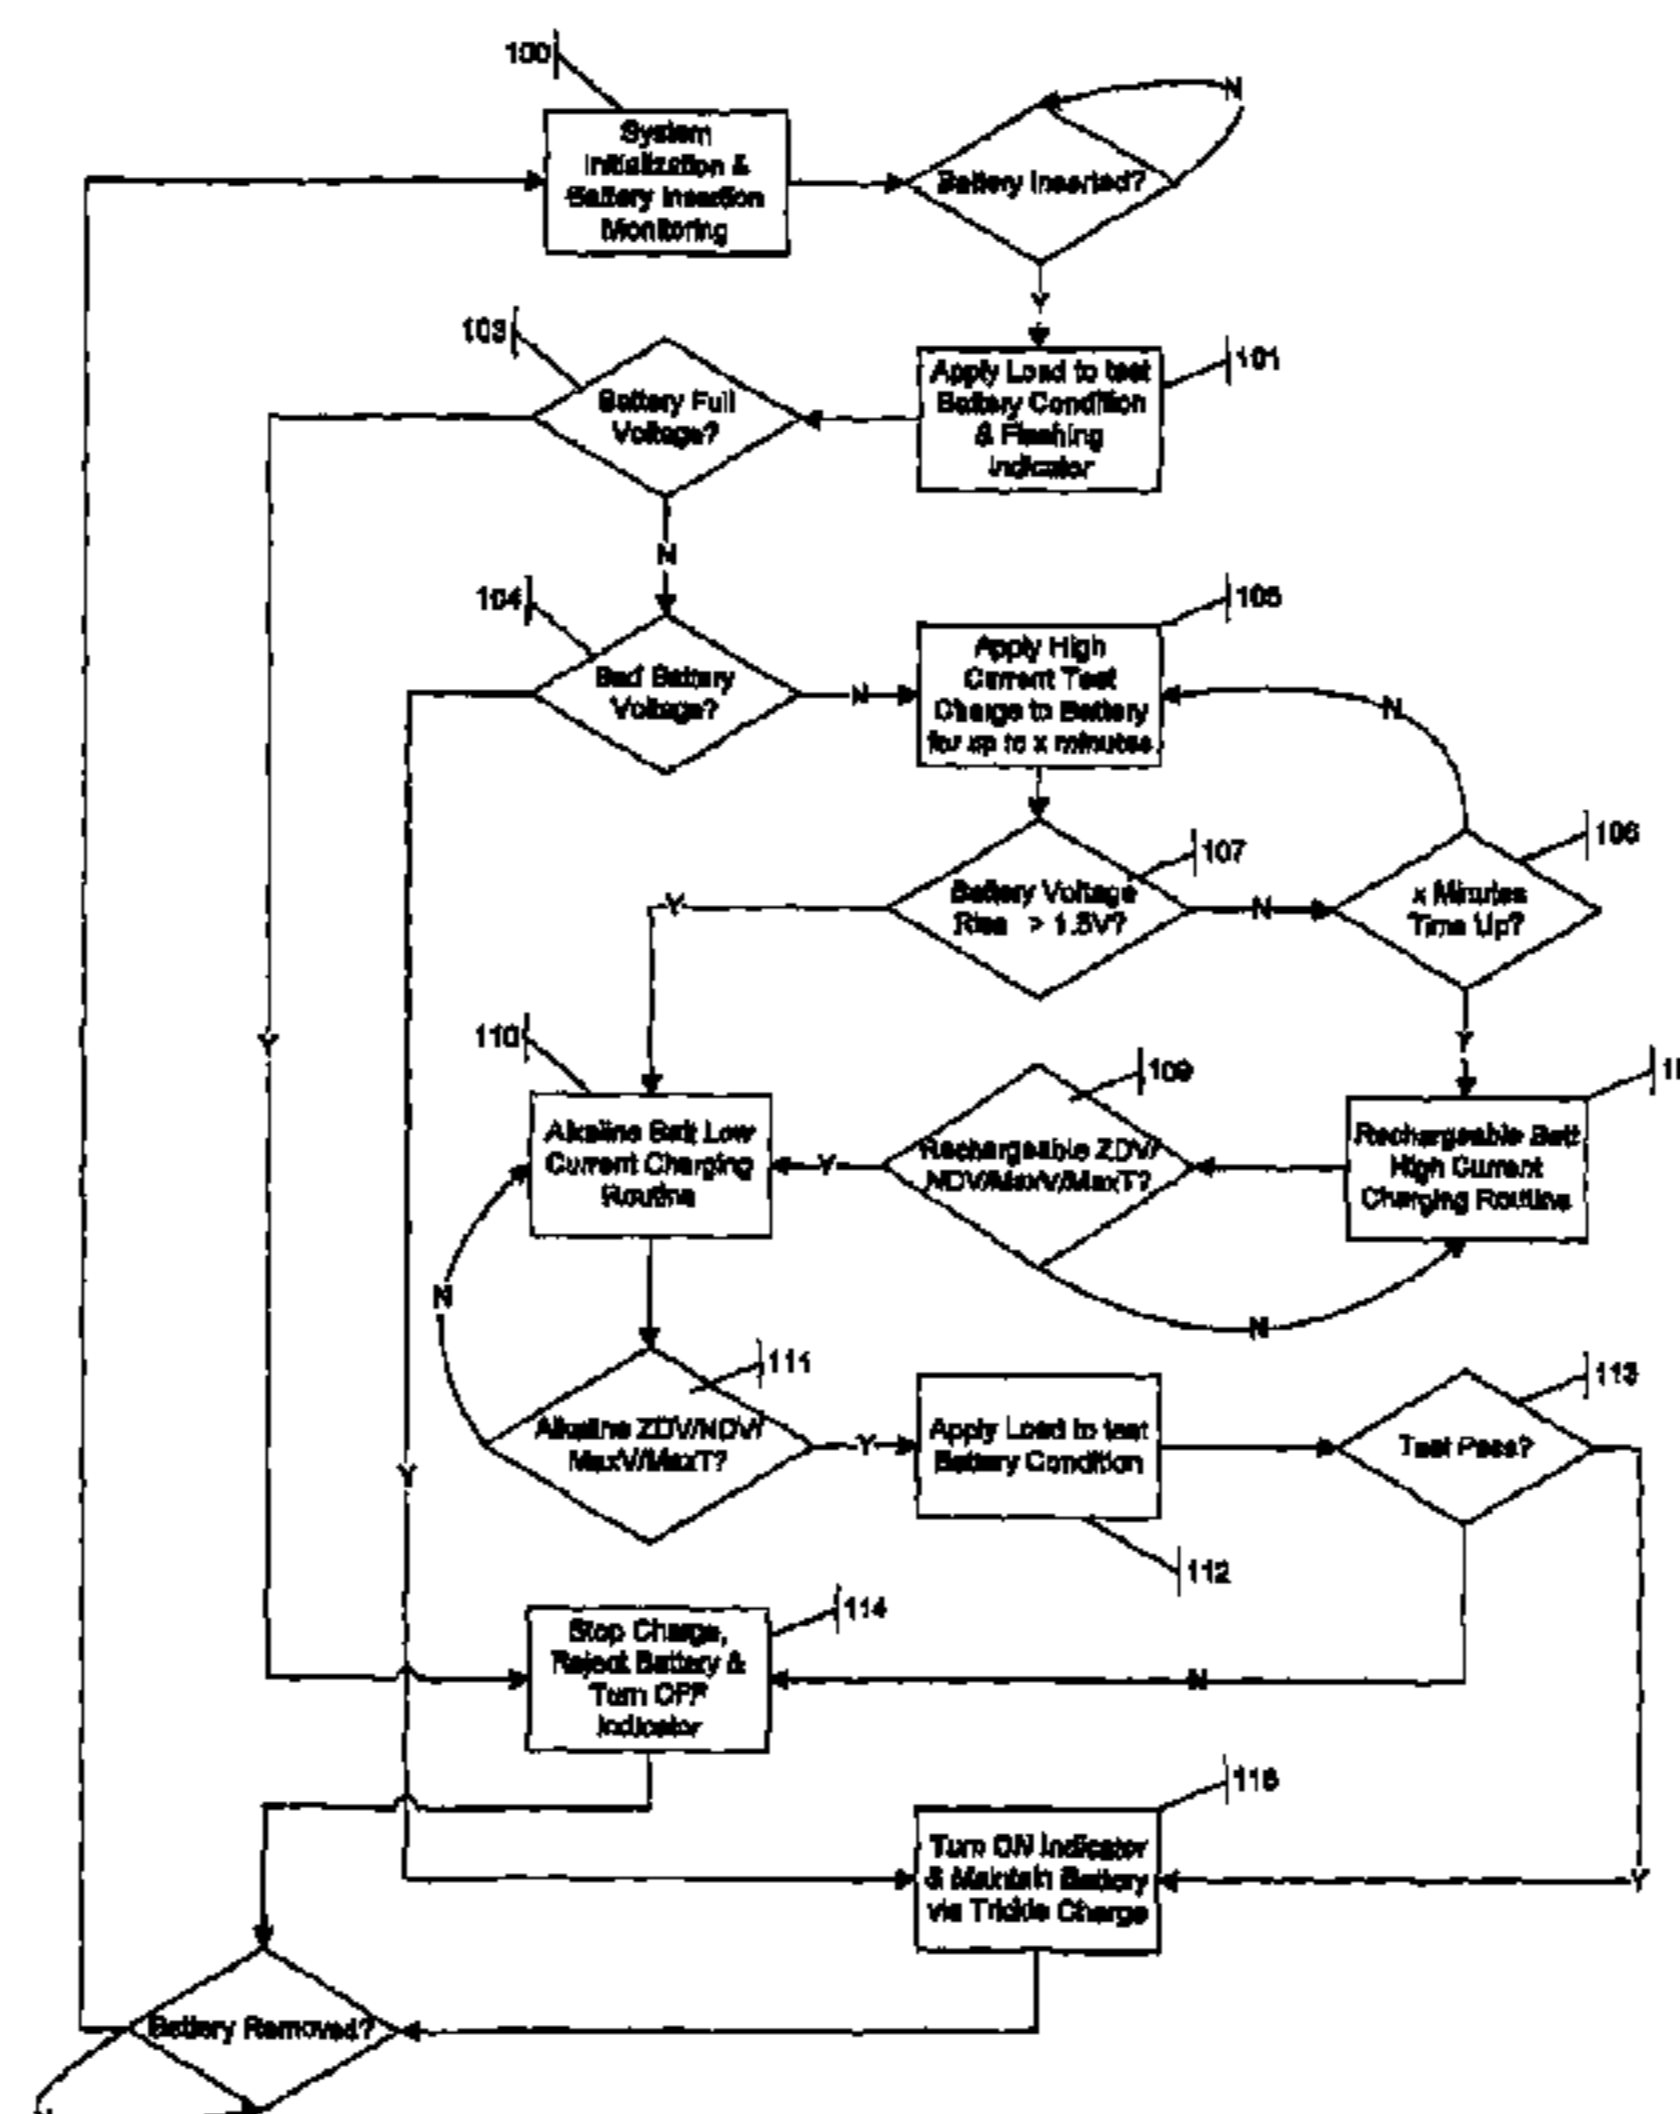 100
System
Initialization &
Battery Insertion
Monitoring
N
Battery Inserted?
Y
103
Battery Full
Voltage?
101
Apply Load to test
Battery Condition
& Flashing
Indicator
N
104
Bad Battery
Voltage?
N
105
Apply High
Current Test
Charge to Battery
for up to x minutes
N
106
x Minutes
Time Up?
107
Battery Voltage
Rise > 1.5V?
Y
N
Y
Y
110
Alkaline Batt Low
Current Charging
Routine
109
Rechargeable ZDV/
NDV/MaxV/MaxT?
Y
Rechargeable Batt
High Current
Charging Routine
N
N
111
Alkaline ZDV/NDV/
MaxV/MaxT?
Y
Apply Load to test
Battery Condition
112
113
Test Pass?
Y
114
Stop Charge,
Reject Battery &
Turn OFF
Indicator
N
Turn ON Indicator
& Maintain Battery
via Trickle Charge
Y
Battery Removed?